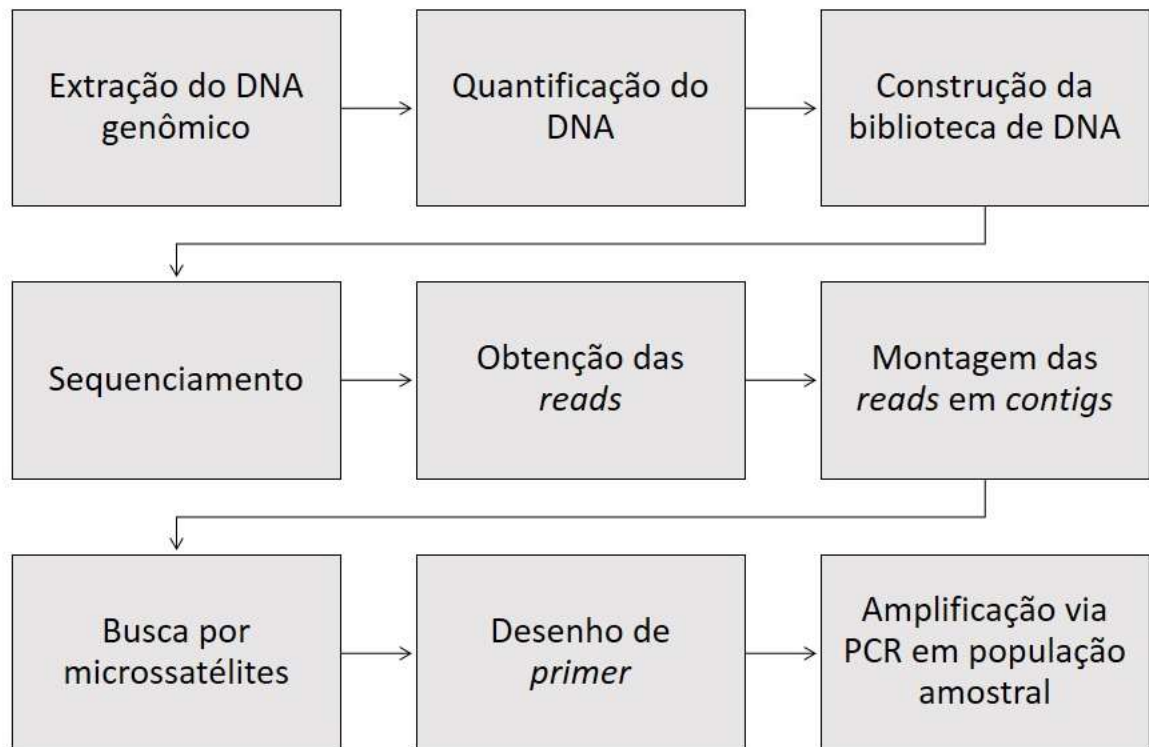 Extração do DNA
genômico
Quantificação do
DNA
Construção da
biblioteca de DNA
Sequenciamento
Obtenção das
reads
Montagem das
reads em contigs
Busca por
microssatélites
Desenho de
primer
Amplificação via
PCR em população
amostral